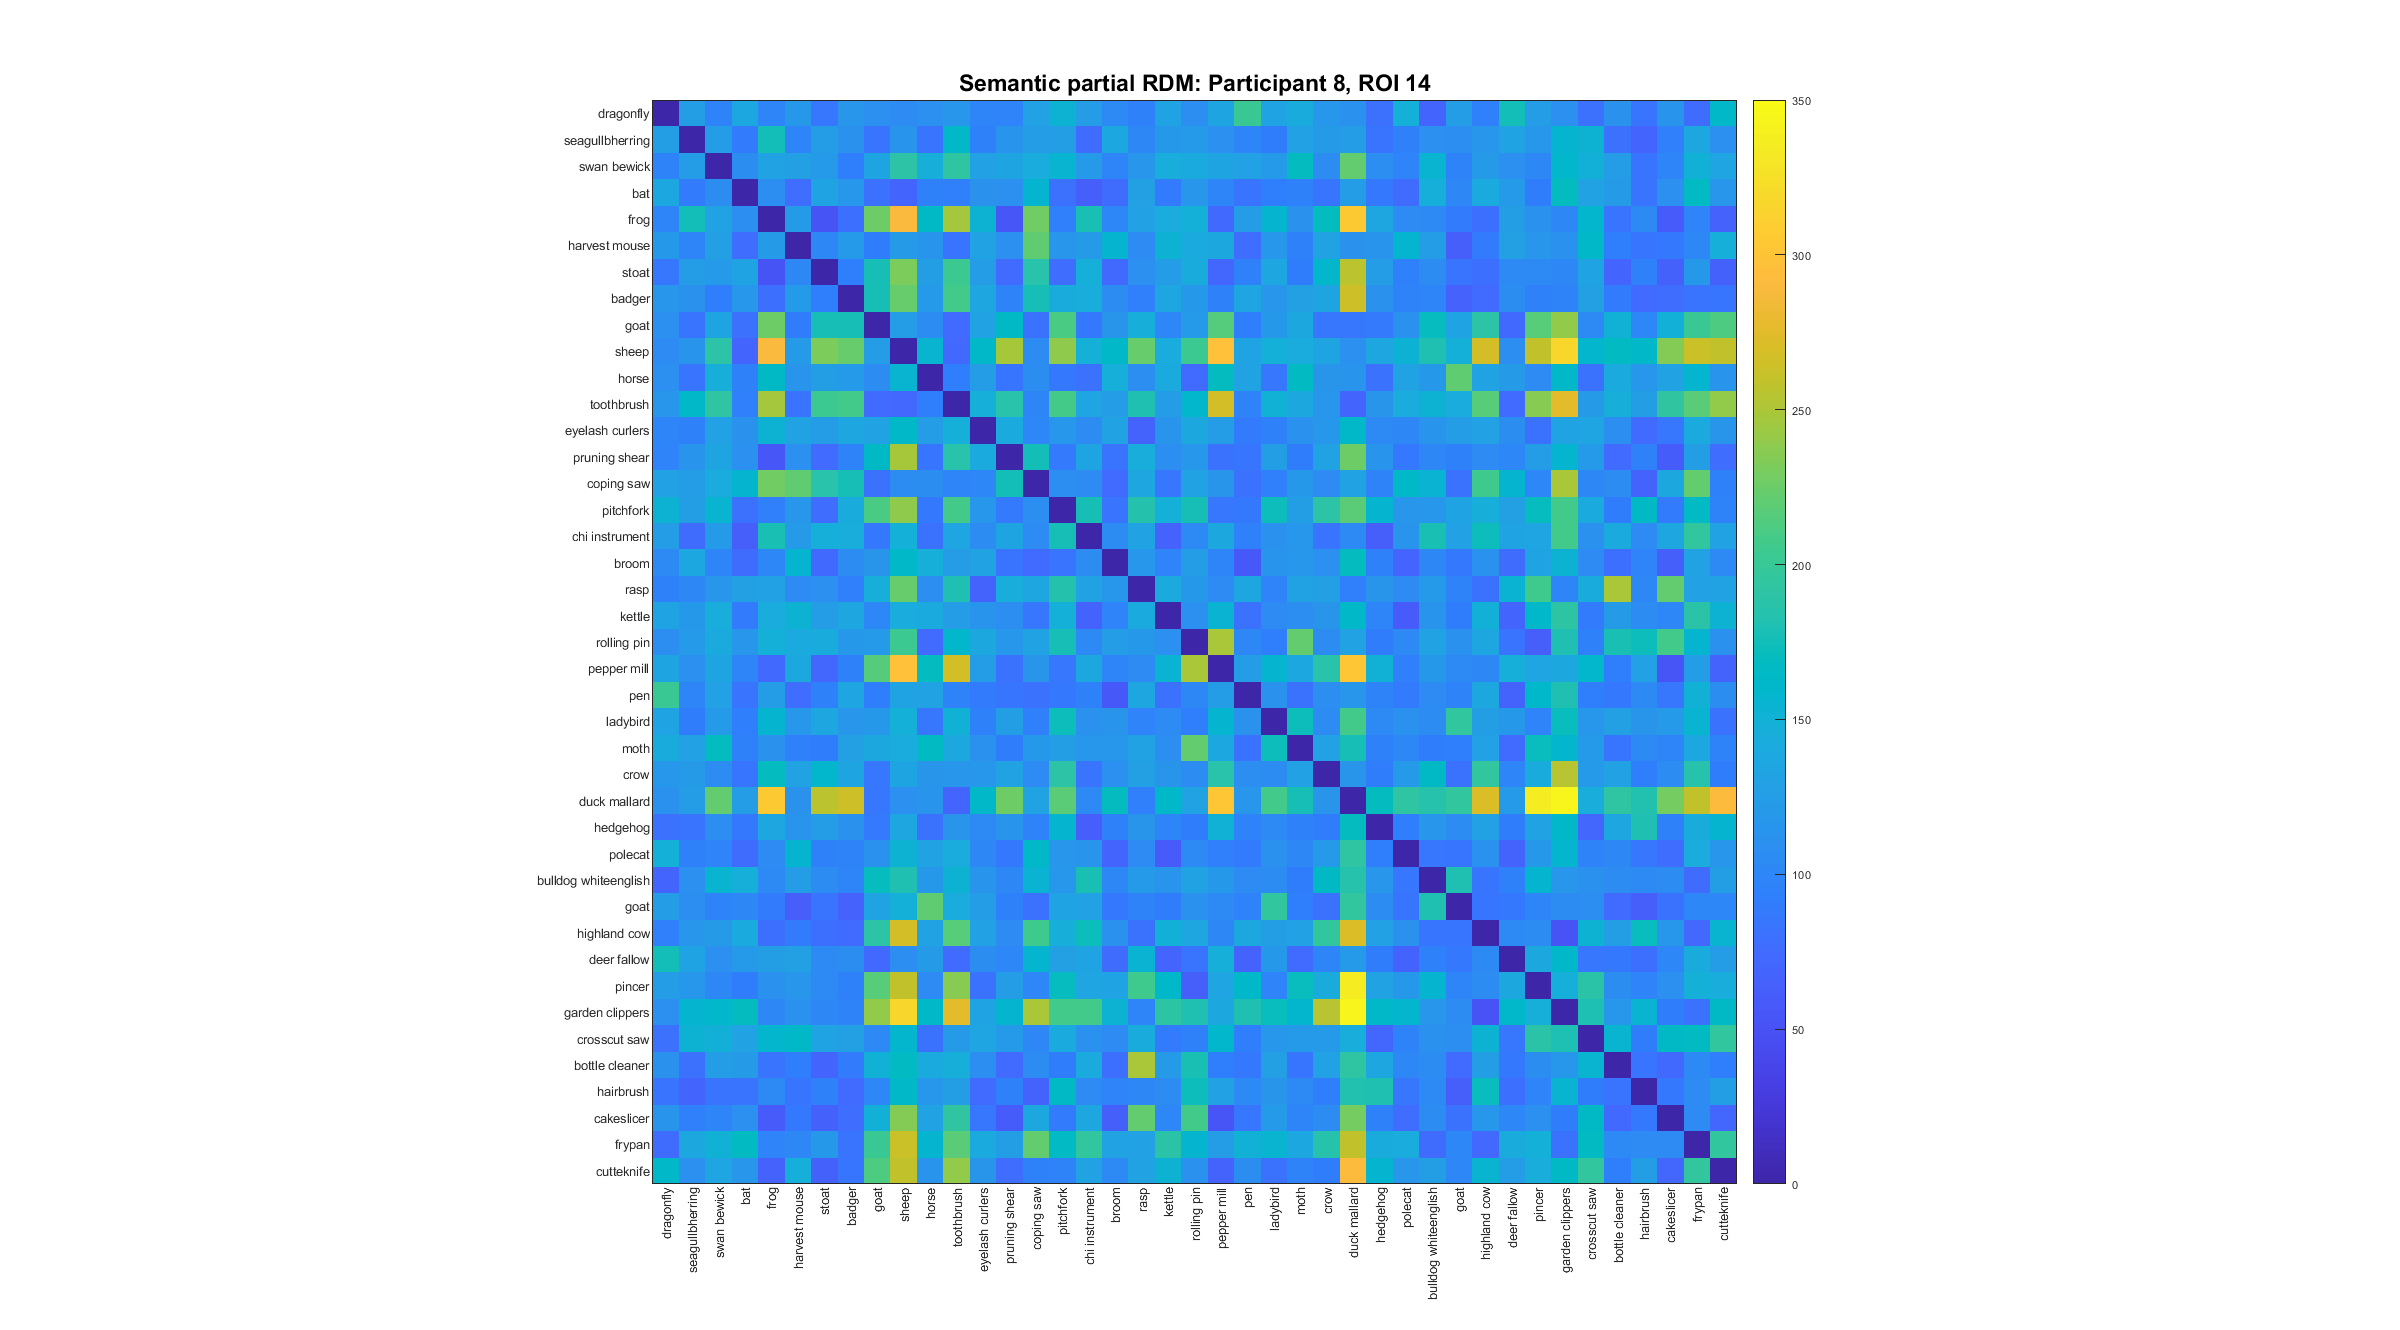 Semantic partial RDM: Participant 8, ROI 14
dragonfly
seagullbherring
swan bewick
bat
frog
harvest mouse
stoat
badger
goat
sheep
horse
toothbrush
eyelash curlers
pruning shear
coping saw
pitchfork
chi instrument
broom
rasp
kettle
rolling pin
pepper mill
pen
ladybird
moth
crow
duck mallard
hedgehog
polecat
bulldog whiteenglish
goat
highland cow
deer fallow
pincer
garden clippers
crosscut saw
bottle cleaner
hairbrush
cakeslicer
frypan
cutteknife
dragonfly
seagullbherring
swan bewick
bat
frog
harvest mouse
stoat
badger
goat
sheep
horse
toothbrush
eyelash curlers
pruning shear
coping saw
pitchfork
chi instrument
broom
rasp
kettle
rolling pin
pepper mill
pen
ladybird
moth
crow
duck mallard
hedgehog
polecat
bulldog whiteenglish
goat
highland cow
deer fallow
pincer
garden clippers
crosscut saw
bottle cleaner
hairbrush
cakeslicer
frypan
cutteknife
350
300
250
200
150
100
50
0